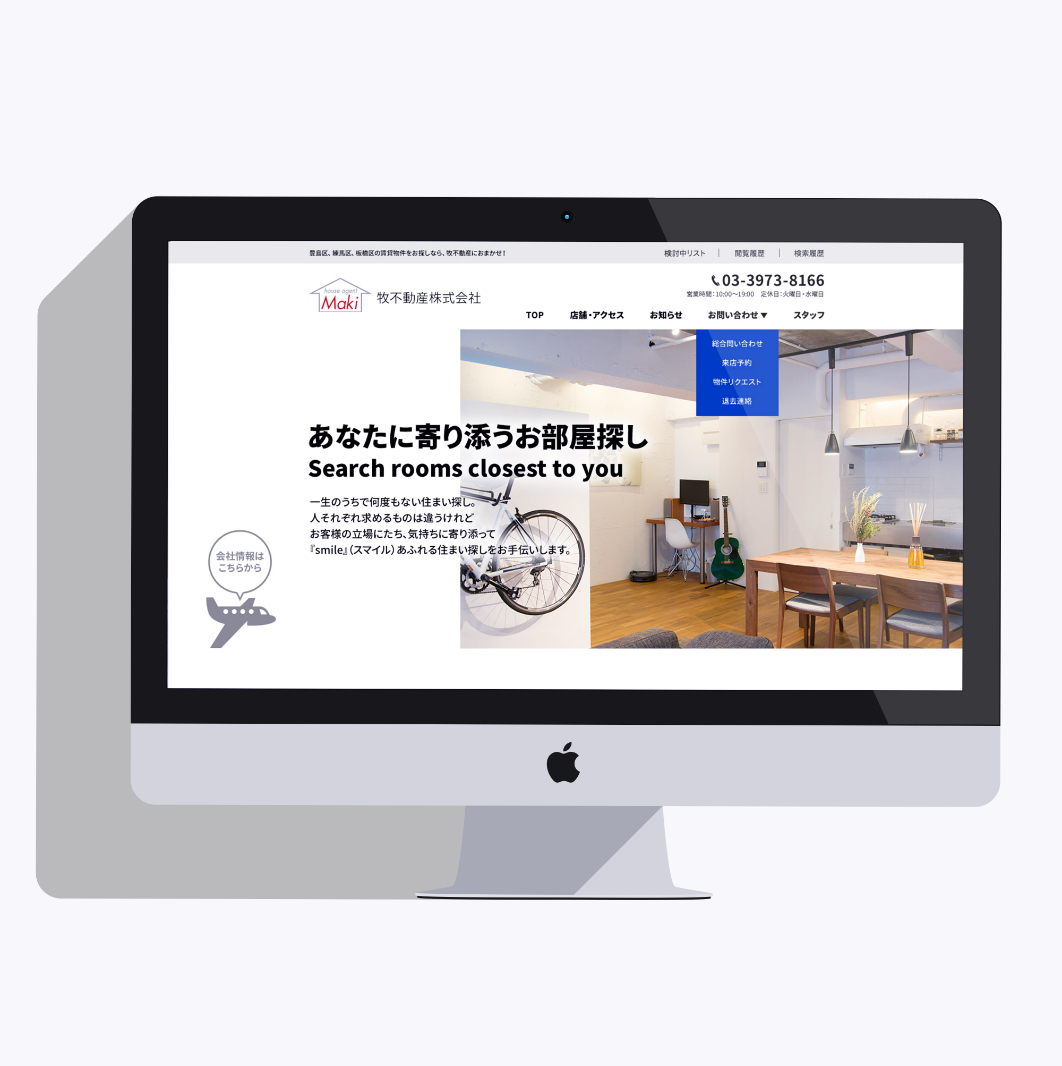 豊島区、練馬区、板橋区の賃貸物件をお探しなら、牧不動産におまかせ！
検討中リスト | 閲覧履歴 | 検索履歴
house agent
Maki
牧不動産株式会社
03-3973-8166
営業時間：10:00～19:00 定休日：火曜日・水曜日
TOP 店舗・アクセス お知らせ お問い合わせ▼ スタッフ
総合問い合わせ
来店予約
物件リクエスト
退去連絡
あなたに寄り添うお部屋探し
Search rooms closest to you
一生のうちで何度もない住まい探し。
人それぞれ求めるものは違うけれど
お客様の立場にたち、気持ちに寄り添って
『smile』（スマイル）あふれる住まい探しをお手伝いします。
会社情報は
こちらから